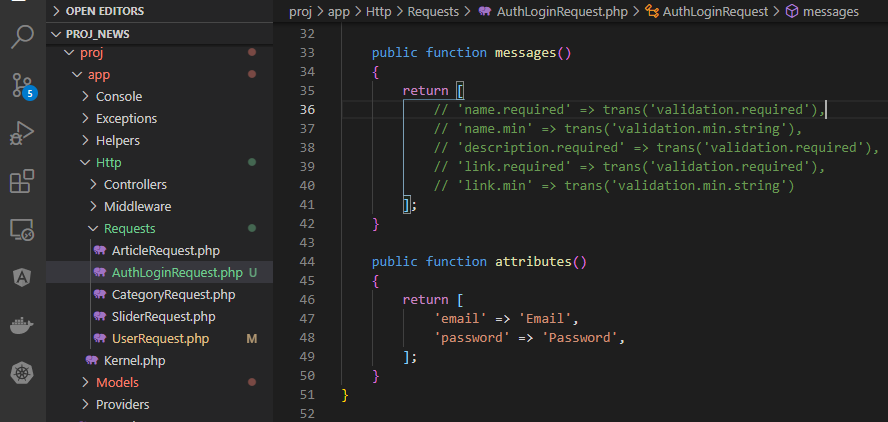 OPEN EDITORS
PROJ_NEWS
proj
app
Console
Exceptions
Helpers
Http
Controllers
Middleware
Requests
ArticleRequest.php
AuthLoginRequest.php U
CategoryRequest.php
SliderRequest.php
UserRequest.php M
Kernel.php
Models
Providers
5
proj > app > Http > Requests > AuthLoginRequest.php > AuthLoginRequest > messages
32
33 public function messages()
34 {
35 return [
36 // 'name.required' => trans('validation.required'),
37 // 'name.min' => trans('validation.min.string'),
38 // 'description.required' => trans('validation.required'),
39 // 'link.required' => trans('validation.required'),
40 // 'link.min' => trans('validation.min.string')
41 ];
42 }
43
44 public function attributes()
45 {
46 return [
47 'email' => 'Email',
48 'password' => 'Password',
49 ];
50 }
51 }
52